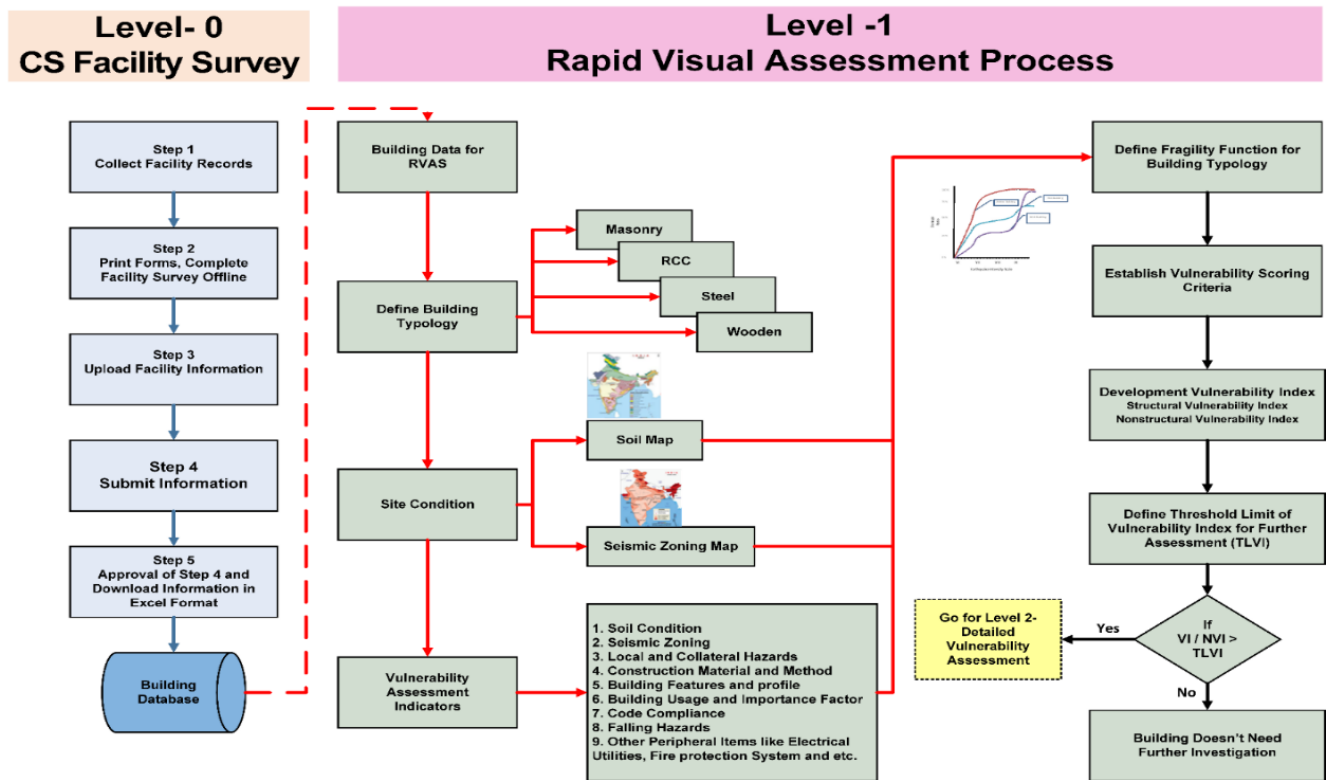 Level- 0
CS Facility Survey
Level -1
Rapid Visual Assessment Process
Step 1
Collect Facility Records
Step 2
Print Forms, Complete
Facility Survey Offline
Step 3
Upload Facility Information
Step 4
Submit Information
Step 5
Approval of Step 4 and
Download Information in
Excel Format
Building
Database
Building Data for
RVAS
Define Building
Typology
Masonry
RCC
Steel
Wooden
Site Condition
Soil Map
Seismic Zoning Map
Vulnerability
Assessment
Indicators
1. Soil Condition
2. Seismic Zoning
3. Local and Collateral Hazards
4. Construction Material and Method
5. Building Features and profile
6. Building Usage and Importance Factor
7. Code Compliance
8. Falling Hazards
9. Other Peripheral Items like Electrical
Utilities, Fire protection System and etc.
Define Fragility Function for
Building Typology
Establish Vulnerability Scoring
Criteria
Development Vulnerability Index
Structural Vulnerability Index
Nonstructural Vulnerability Index
Define Threshold Limit of
Vulnerability Index for Further
Assessment (TLVI)
If
VI / NVI >
TLVI
Yes
Go for Level 2-
Detailed
Vulnerability
Assessment
No
Building Doesn't Need
Further Investigation